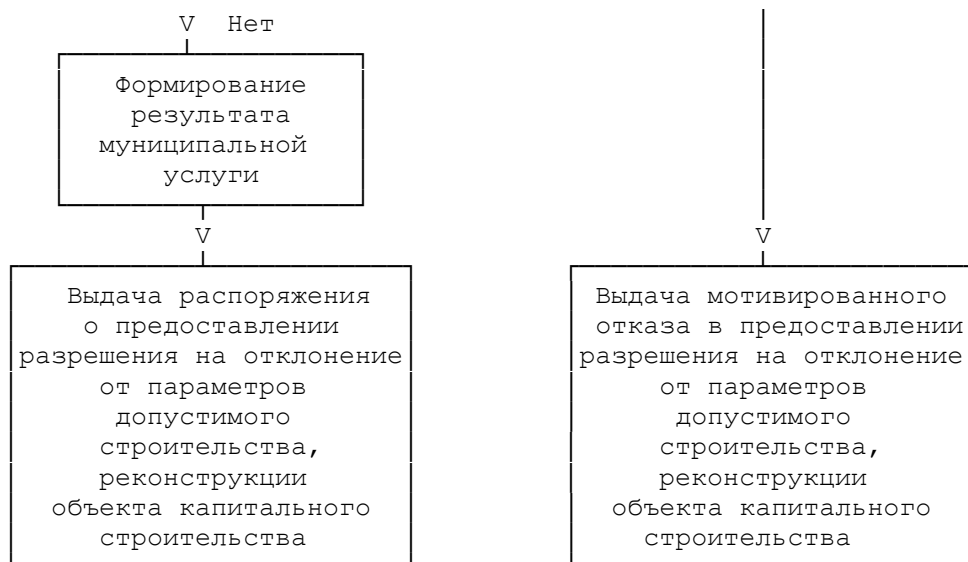 V Нет
Формирование
результата
муниципальной
услуги
V
Выдача распоряжения
о предоставлении
разрешения на отклонение
от параметров
допустимого
строительства,
реконструкции
объекта капитального
строительства
V
Выдача мотивированного
отказа в предоставлении
разрешения на отклонение
от параметров
допустимого
строительства,
реконструкции
объекта капитального
строительства